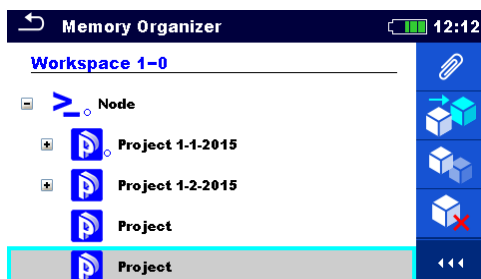 Memory Organizer 12:12
Workspace 1-0
Node
Project 1-1-2015
Project 1-2-2015
Project
Project